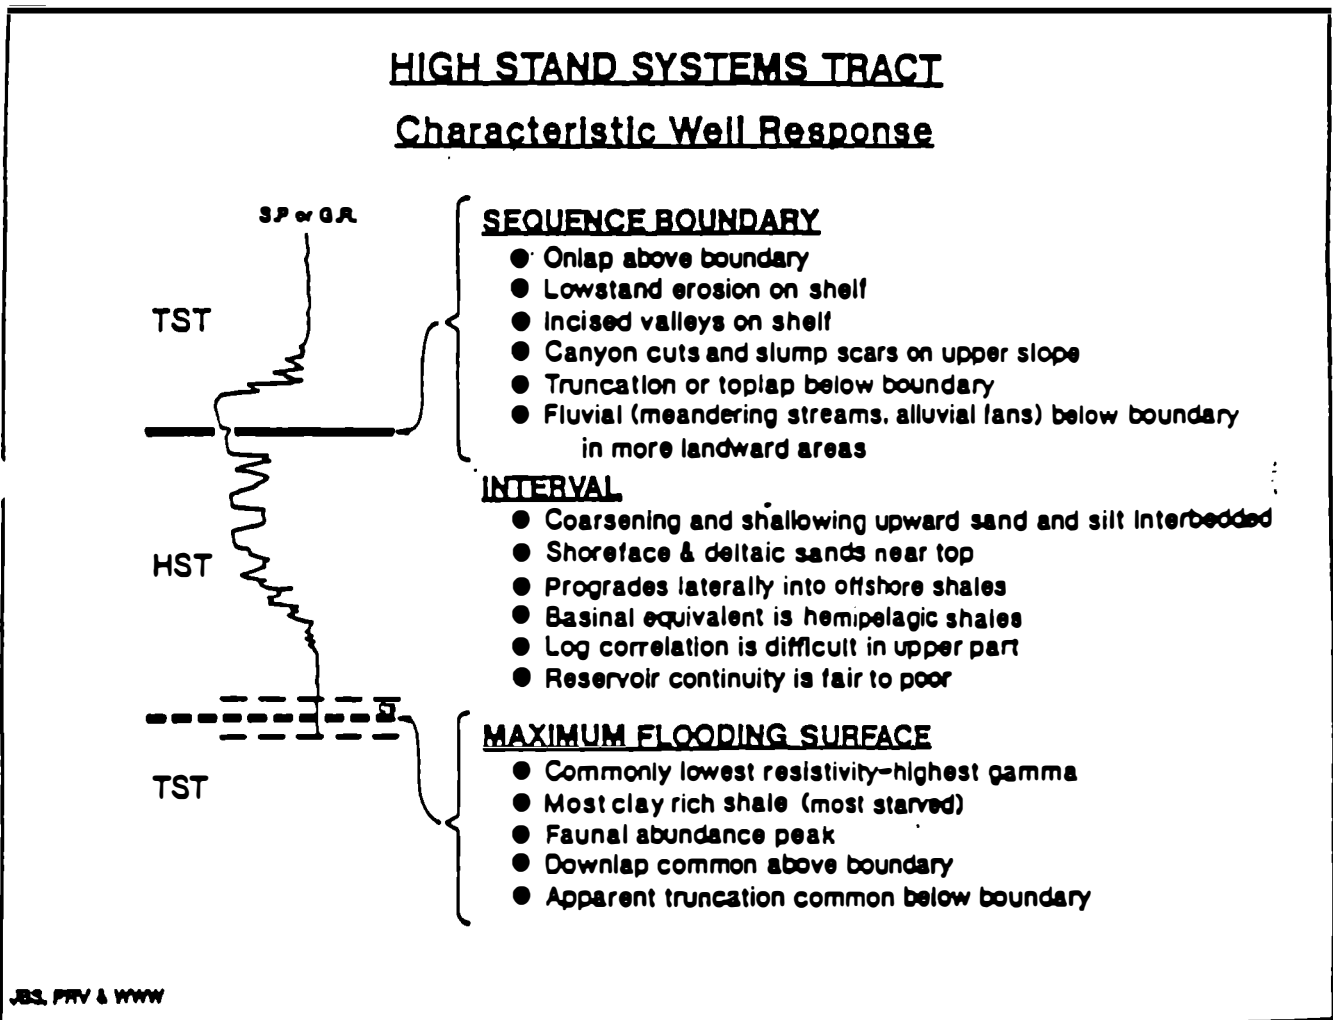 HIGH STAND SYSTEMS TRACT
Characteristic Well Response
S.P or G.R.
TST
HST
TST
SEQUENCE BOUNDARY
● Onlap above boundary
● Lowstand erosion on shelf
● Incised valleys on shelf
● Canyon cuts and slump scars on upper slope
● Truncation or toplap below boundary
● Fluvial (meandering streams, alluvial fans) below boundary
in more landward areas
INTERVAL
● Coarsening and shallowing upward sand and silt interbedded
● Shoreface & deltaic sands near top
● Progrades laterally into offshore shales
● Basinal equivalent is hemipelagic shales
● Log correlation is difficult in upper part
● Reservoir continuity is fair to poor
MAXIMUM FLOODING SURFACE
● Commonly lowest resistivity-highest gamma
● Most clay rich shale (most starved)
● Faunal abundance peak
● Downlap common above boundary
● Apparent truncation common below boundary
JBS, PRV & WWW